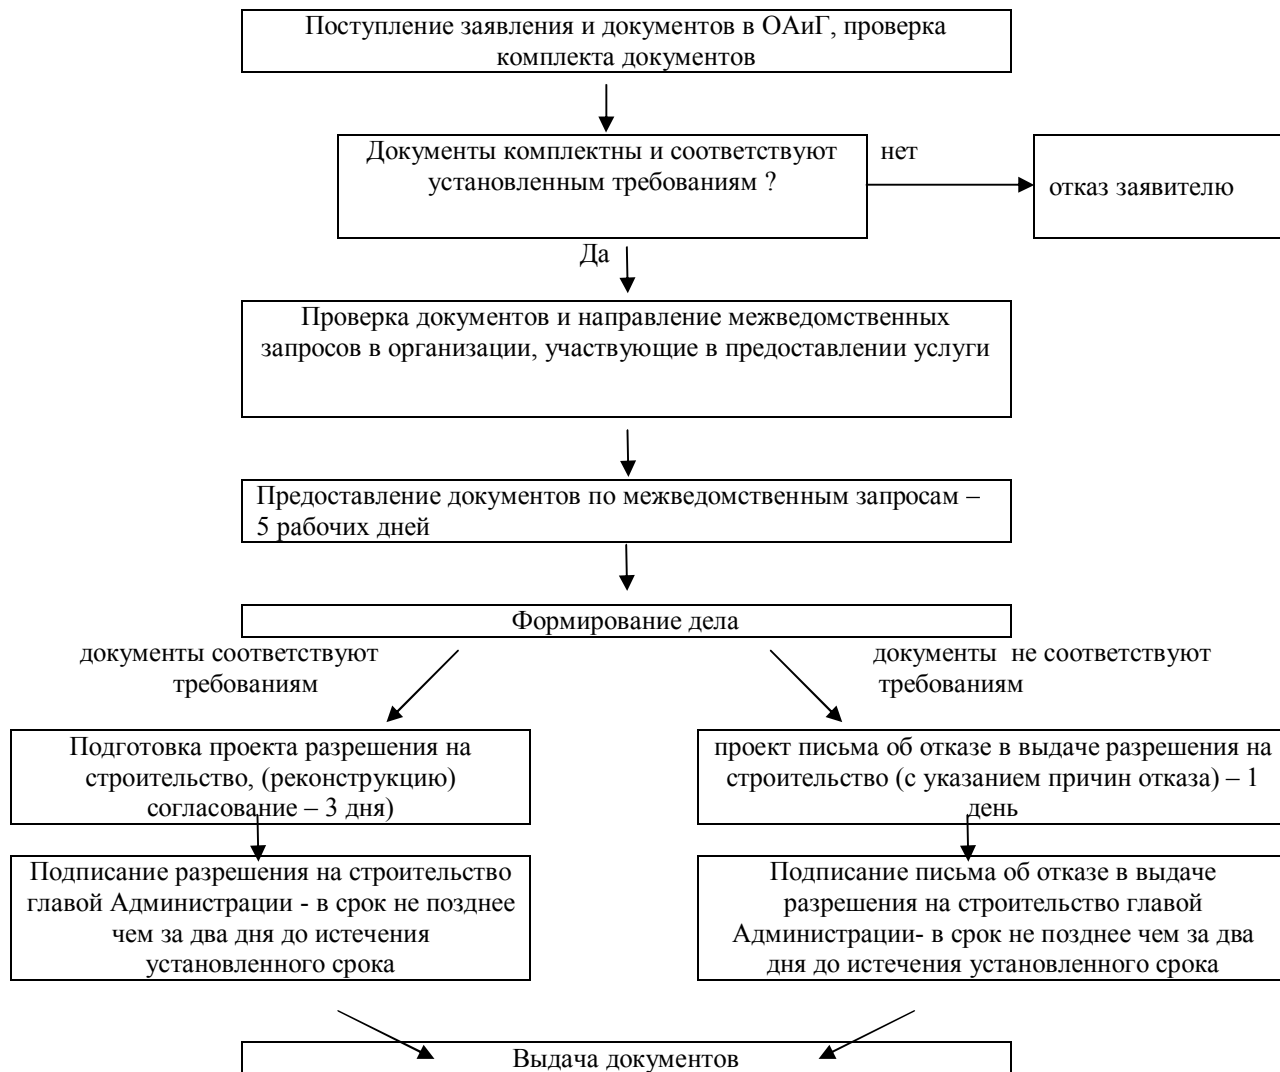 Поступление заявления и документов в ОАиГ, проверка
комплекта документов
Документы комплектны и соответствуют
установленным требованиям ?
нет
отказ заявителю
Да
Проверка документов и направление межведомственных
запросов в организации, участвующие в предоставлении услуги
Предоставление документов по межведомственным запросам –
5 рабочих дней
Формирование дела
документы соответствуют
требованиям
документы  не соответствуют
требованиям
Подготовка проекта разрешения на
строительство, (реконструкцию)
согласование – 3 дня)
проект письма об отказе в выдаче разрешения на
строительство (с указанием причин отказа) – 1
день
Подписание разрешения на строительство
главой Администрации - в срок не позднее
чем за два дня до истечения
установленного срока
Подписание письма об отказе в выдаче
разрешения на строительство главой
Администрации- в срок не позднее чем за два
дня до истечения установленного срока
Выдача документов